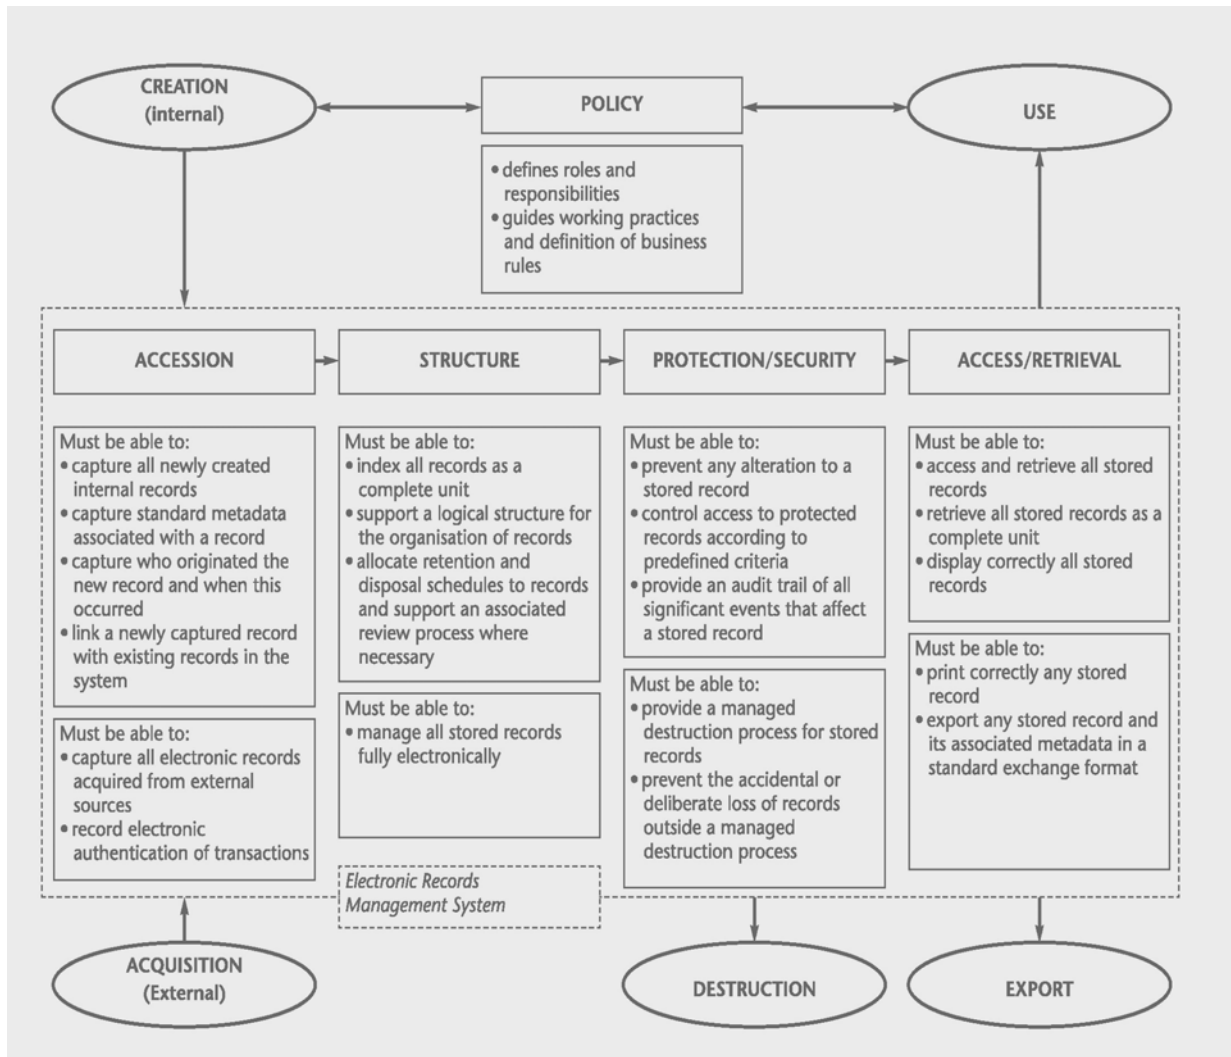 CREATION
(internal)
POLICY
USE
• defines roles and
responsibilities
• guides working practices
and definition of business
rules
ACCESSION
STRUCTURE
PROTECTION/SECURITY
ACCESS/RETRIEVAL
Must be able to:
• capture all newly created
internal records
• capture standard metadata
associated with a record
• capture who originated the
new record and when this
occurred
• link a newly captured record
with existing records in the
system
Must be able to:
• capture all electronic records
acquired from external
sources
• record electronic
authentication of transactions
Must be able to:
• index all records as a
complete unit
• support a logical structure for
the organisation of records
• allocate retention and
disposal schedules to records
and support an associated
review process where
necessary
Must be able to:
• manage all stored records
fully electronically
Must be able to:
• prevent any alteration to a
stored record
• control access to protected
records according to
predefined criteria
• provide an audit trail of all
significant events that affect
a stored record
Must be able to:
• provide a managed
destruction process for stored
records
• prevent the accidental or
deliberate loss of records
outside a managed
destruction process
Must be able to:
• access and retrieve all stored
records
• retrieve all stored records as a
complete unit
• display correctly all stored
records
Must be able to:
• print correctly any stored
record
• export any stored record and
its associated metadata in a
standard exchange format
Electronic Records
Management System
ACQUISITION
(External)
DESTRUCTION
EXPORT